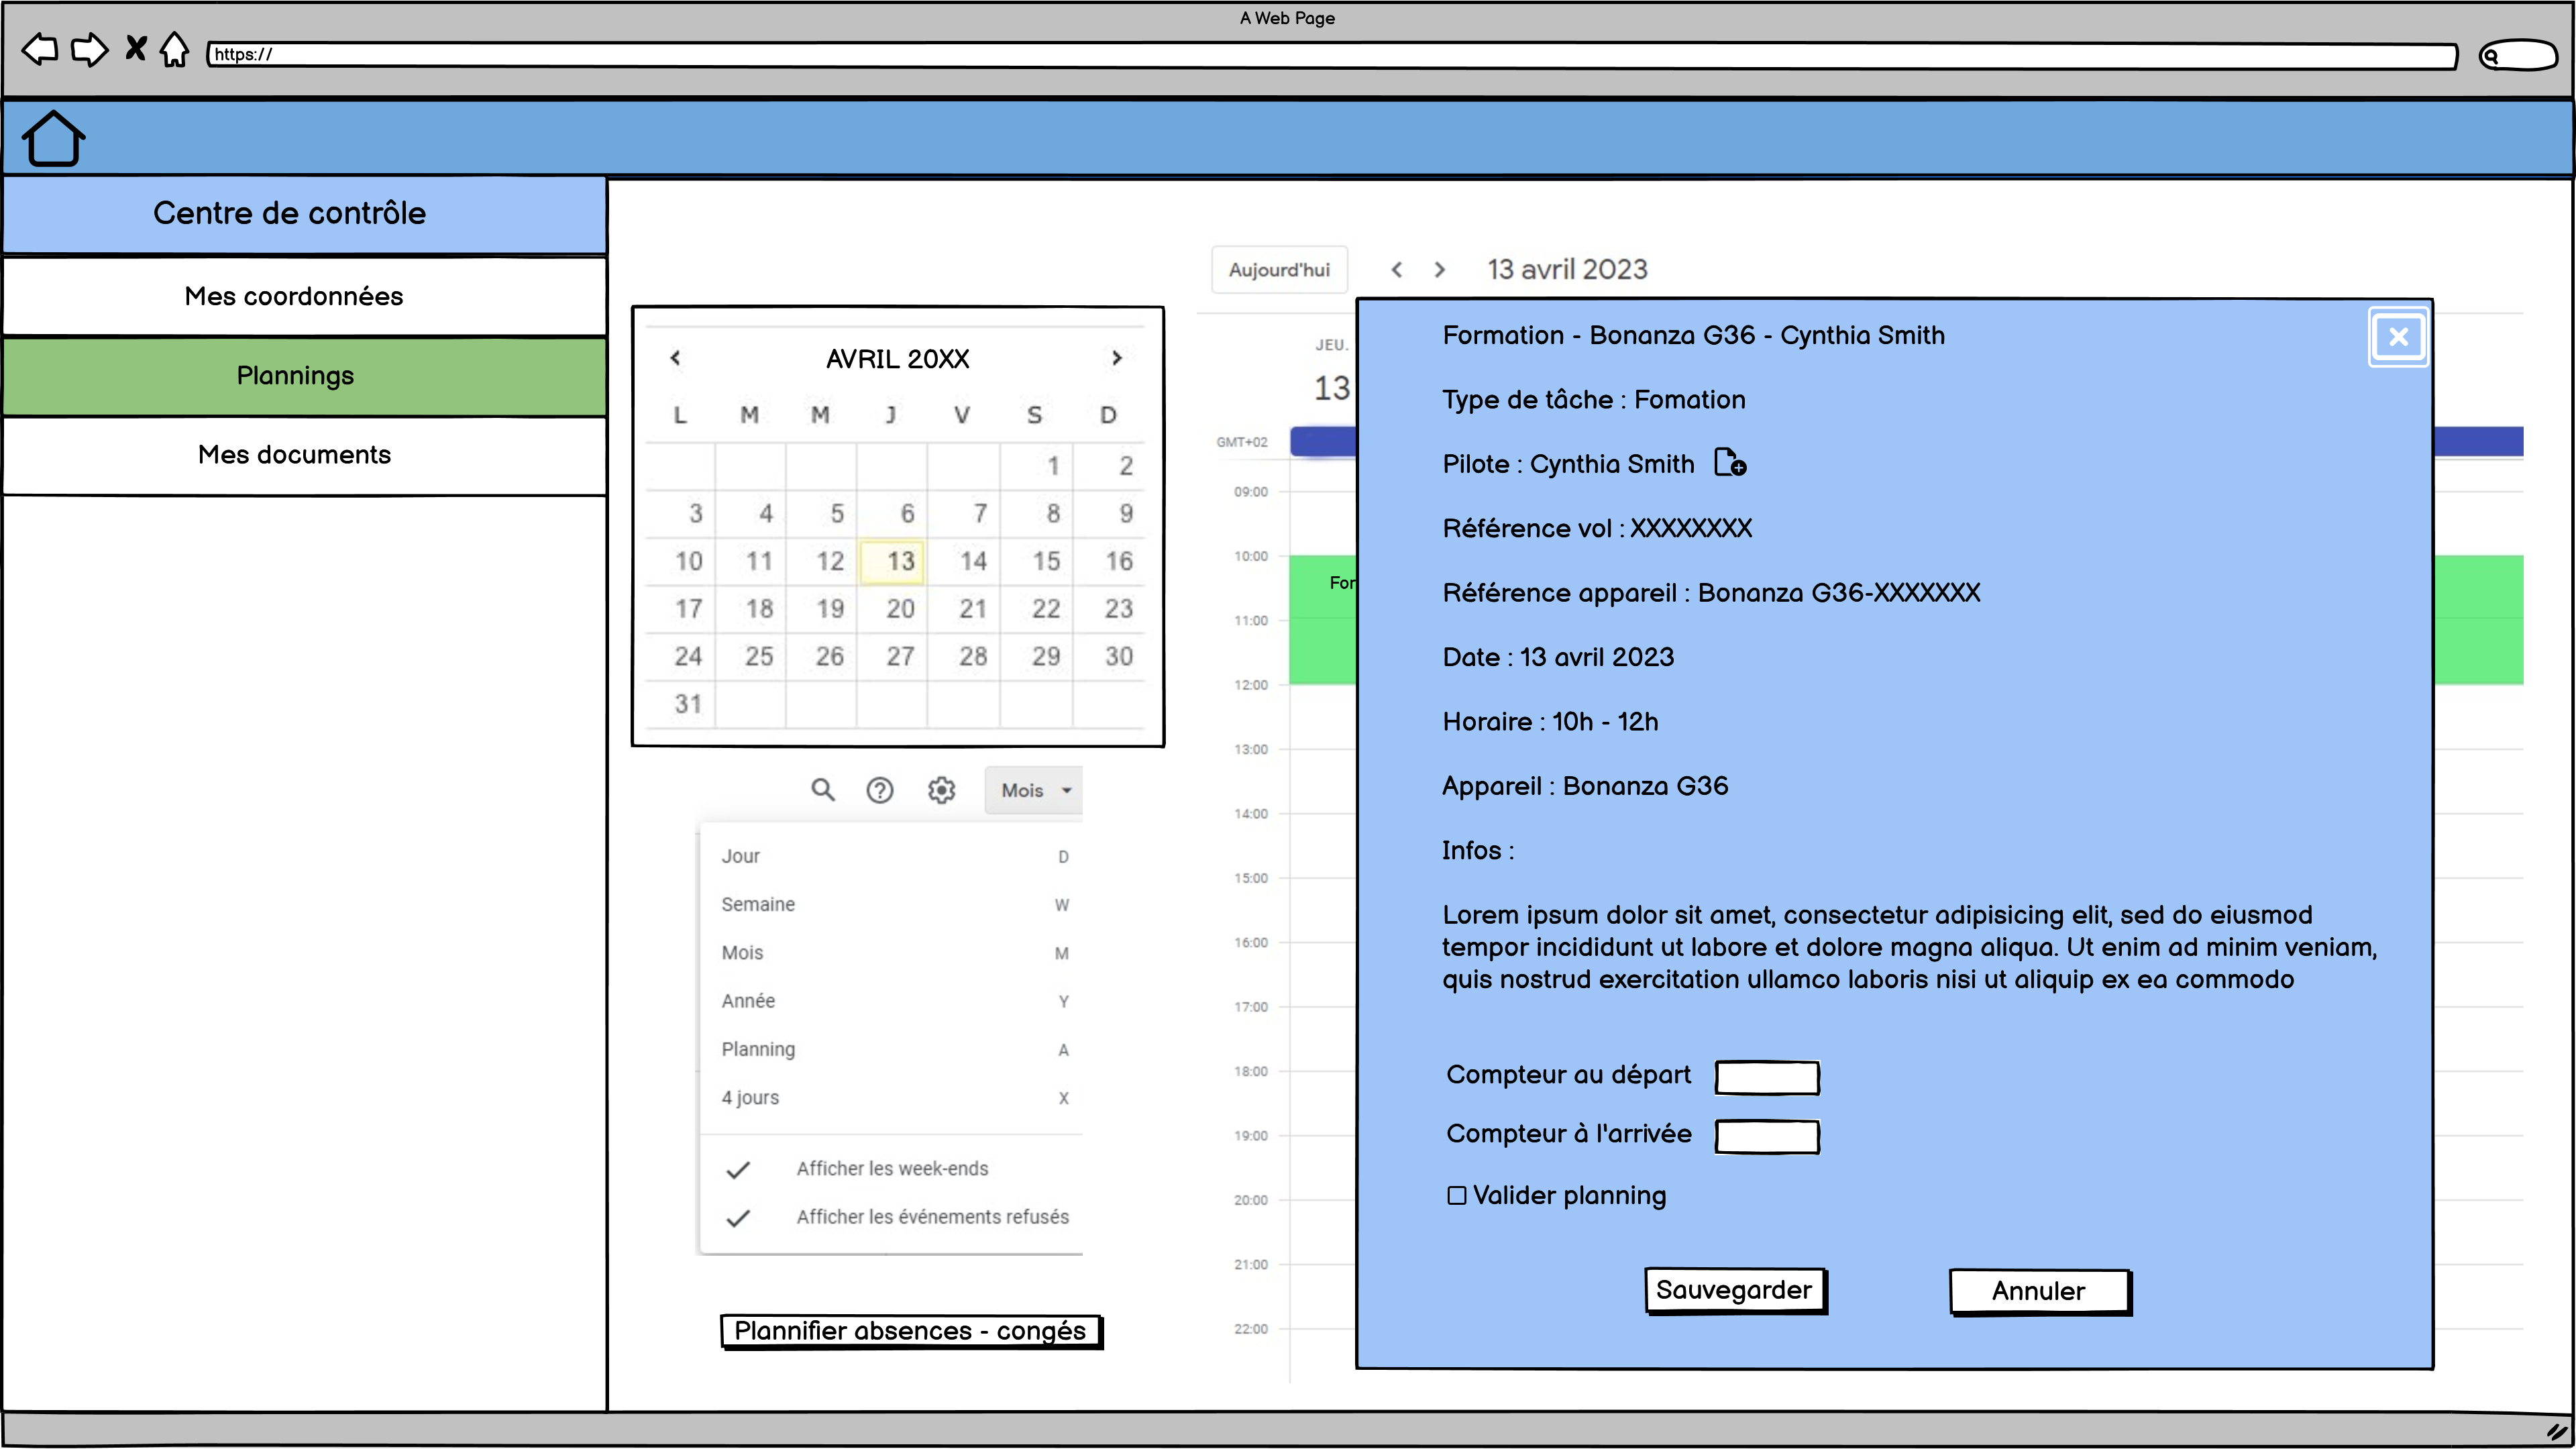 A Web Page
https://
Centre de contrôle
Mes coordonnées
Plannings
Mes documents
AVRIL 20XX
L M M J V S D
1 2
3 4 5 6 7 8 9
10 11 12 13 14 15 16
17 18 19 20 21 22 23
24 25 26 27 28 29 30
31
Mois
Jour D
Semaine W
Mois M
Année Y
Planning A
4 jours X
Afficher les week-ends
Afficher les événements refusés
Plannifier absences - congés
Aujourd'hui
13 avril 2023
JEU.
13
GMT+02
09:00
10:00
For
11:00
12:00
13:00
14:00
15:00
16:00
17:00
18:00
19:00
20:00
21:00
22:00
Formation - Bonanza G36 - Cynthia Smith
Type de tâche : Fomation
Pilote : Cynthia Smith
Référence vol : XXXXXXXX
Référence appareil : Bonanza G36-XXXXXXX
Date : 13 avril 2023
Horaire : 10h - 12h
Appareil : Bonanza G36
Infos :
Lorem ipsum dolor sit amet, consectetur adipisicing elit, sed do eiusmod
tempor incididunt ut labore et dolore magna aliqua. Ut enim ad minim veniam,
quis nostrud exercitation ullamco laboris nisi ut aliquip ex ea commodo
Compteur au départ
Compteur à l'arrivée
Valider planning
Sauvegarder
Annuler